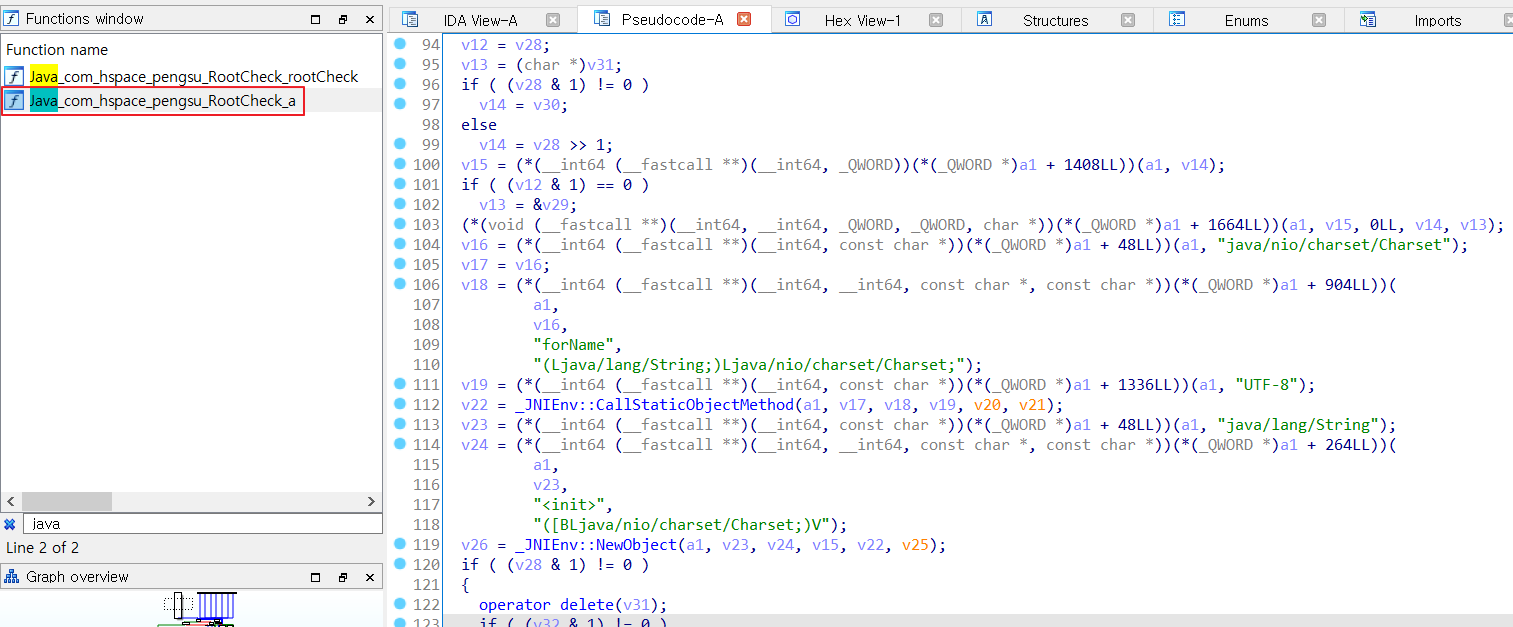 Functions window
Function name
Java_com_hspace_pengsu_RootCheck_rootCheck
Java_com_hspace_pengsu_RootCheck_a
java
Line 2 of 2
Graph overview
IDA View-A
Pseudocode-A
Hex View-1
Structures
Enums
Imports
94 v12 = v28;
95 v13 = (char *)v31;
96 if ( (v28 & 1) != 0 )
97 v14 = v30;
98 else
99 v14 = v28 >> 1;
100 v15 = (*(__int64 (__fastcall **)(__int64, _QWORD))(*(_QWORD *)a1 + 1408LL))(a1, v14);
101 if ( (v12 & 1) == 0 )
102 v13 = &v29;
103 (*(void (__fastcall **)(__int64, __int64, _QWORD, _QWORD, char *))(*(_QWORD *)a1 + 1664LL))(a1, v15, 0LL, v14, v13);
104 v16 = (*(__int64 (__fastcall **)(__int64, const char *))(*(_QWORD *)a1 + 48LL))(a1, "java/nio/charset/Charset");
105 v17 = v16;
106 v18 = (*(__int64 (__fastcall **)(__int64, __int64, const char *, const char *))(*(_QWORD *)a1 + 904LL))(
107 a1,
108 v16,
109 "forName",
110 "(Ljava/lang/String;)Ljava/nio/charset/Charset;");
111 v19 = (*(__int64 (__fastcall **)(__int64, const char *))(*(_QWORD *)a1 + 1336LL))(a1, "UTF-8");
112 v22 = _JNIEnv::CallStaticObjectMethod(a1, v17, v18, v19, v20, v21);
113 v23 = (*(__int64 (__fastcall **)(__int64, const char *))(*(_QWORD *)a1 + 48LL))(a1, "java/lang/String");
114 v24 = (*(__int64 (__fastcall **)(__int64, __int64, const char *, const char *))(*(_QWORD *)a1 + 264LL))(
115 a1,
116 v23,
117 "<init>",
118 "([BLjava/nio/charset/Charset;)V");
119 v26 = _JNIEnv::NewObject(a1, v23, v24, v15, v22, v25);
120 if ( (v28 & 1) != 0 )
121 {
122 operator delete(v31);
123 if ( (v32 & 1) != 0 )